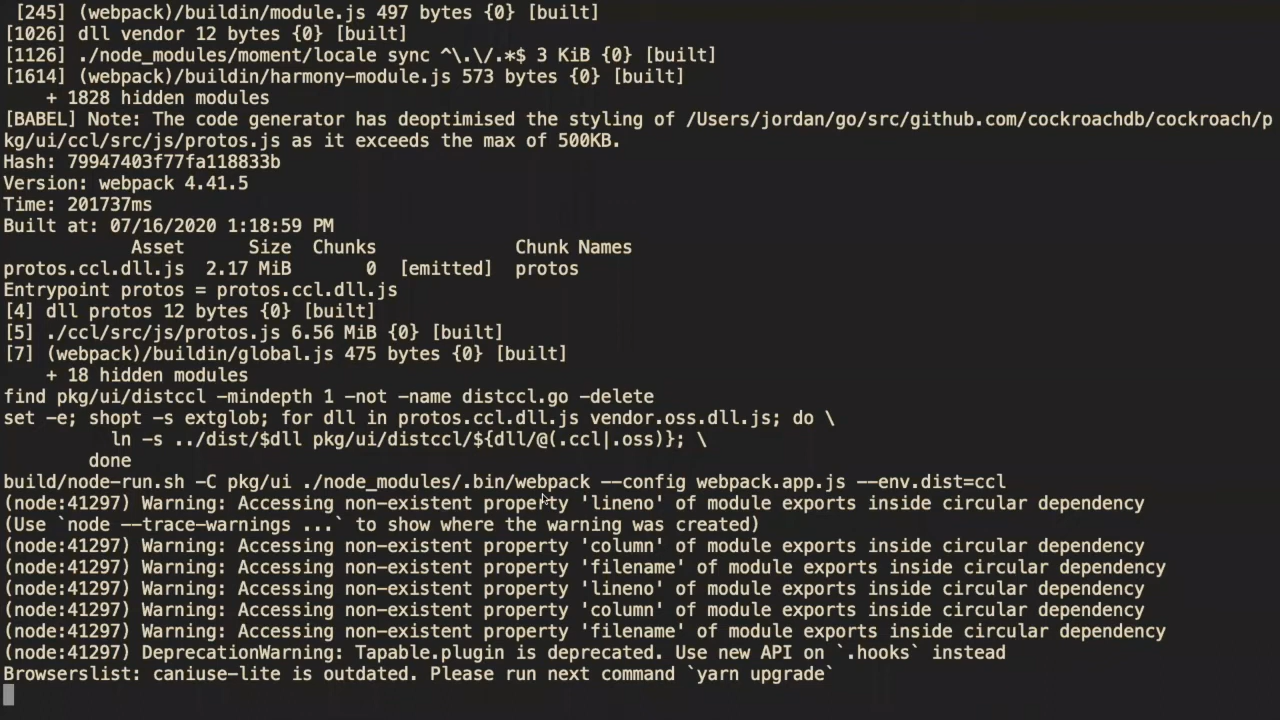 [245] (webpack)/buildin/module.js 497 bytes {0} [built]
[1026] dll vendor 12 bytes {0} [built]
[1126] ./node_modules/moment/locale sync ^\.\/.*$ 3 KiB {0} [built]
[1614] (webpack)/buildin/harmony-module.js 573 bytes {0} [built]
    + 1828 hidden modules
[BABEL] Note: The code generator has deoptimised the styling of /Users/jordan/go/src/github.com/cockroachdb/cockroach/p
kg/ui/ccl/src/js/protos.js as it exceeds the max of 500KB.
Hash: 79947403f77fa118833b
Version: webpack 4.41.5
Time: 201737ms
Built at: 07/16/2020 1:18:59 PM
            Asset      Size  Chunks             Chunk Names
protos.ccl.dll.js  2.17 MiB       0  [emitted]  protos
Entrypoint protos = protos.ccl.dll.js
[4] dll protos 12 bytes {0} [built]
[5] ./ccl/src/js/protos.js 6.56 MiB {0} [built]
[7] (webpack)/buildin/global.js 475 bytes {0} [built]
    + 18 hidden modules
find pkg/ui/distccl -mindepth 1 -not -name distccl.go -delete
set -e; shopt -s extglob; for dll in protos.ccl.dll.js vendor.oss.dll.js; do \
          ln -s ../dist/$dll pkg/ui/distccl/${dll/@(.ccl|.oss)}; \
        done
build/node-run.sh -C pkg/ui ./node_modules/.bin/webpack --config webpack.app.js --env.dist=ccl
(node:41297) Warning: Accessing non-existent property 'lineno' of module exports inside circular dependency
(Use `node --trace-warnings ...` to show where the warning was created)
(node:41297) Warning: Accessing non-existent property 'column' of module exports inside circular dependency
(node:41297) Warning: Accessing non-existent property 'filename' of module exports inside circular dependency
(node:41297) Warning: Accessing non-existent property 'lineno' of module exports inside circular dependency
(node:41297) Warning: Accessing non-existent property 'column' of module exports inside circular dependency
(node:41297) Warning: Accessing non-existent property 'filename' of module exports inside circular dependency
(node:41297) DeprecationWarning: Tapable.plugin is deprecated. Use new API on `.hooks` instead
Browserslist: caniuse-lite is outdated. Please run next command `yarn upgrade`